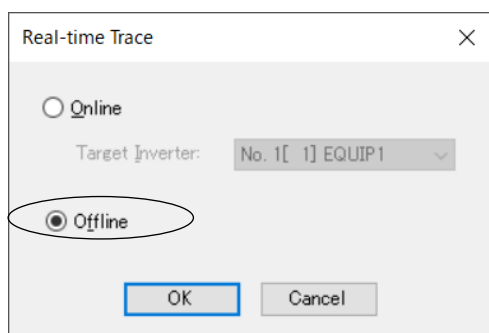 Real-time Trace
Online
Target Inverter: No. 1[ 1] EQUIP1
Offline
OK Cancel